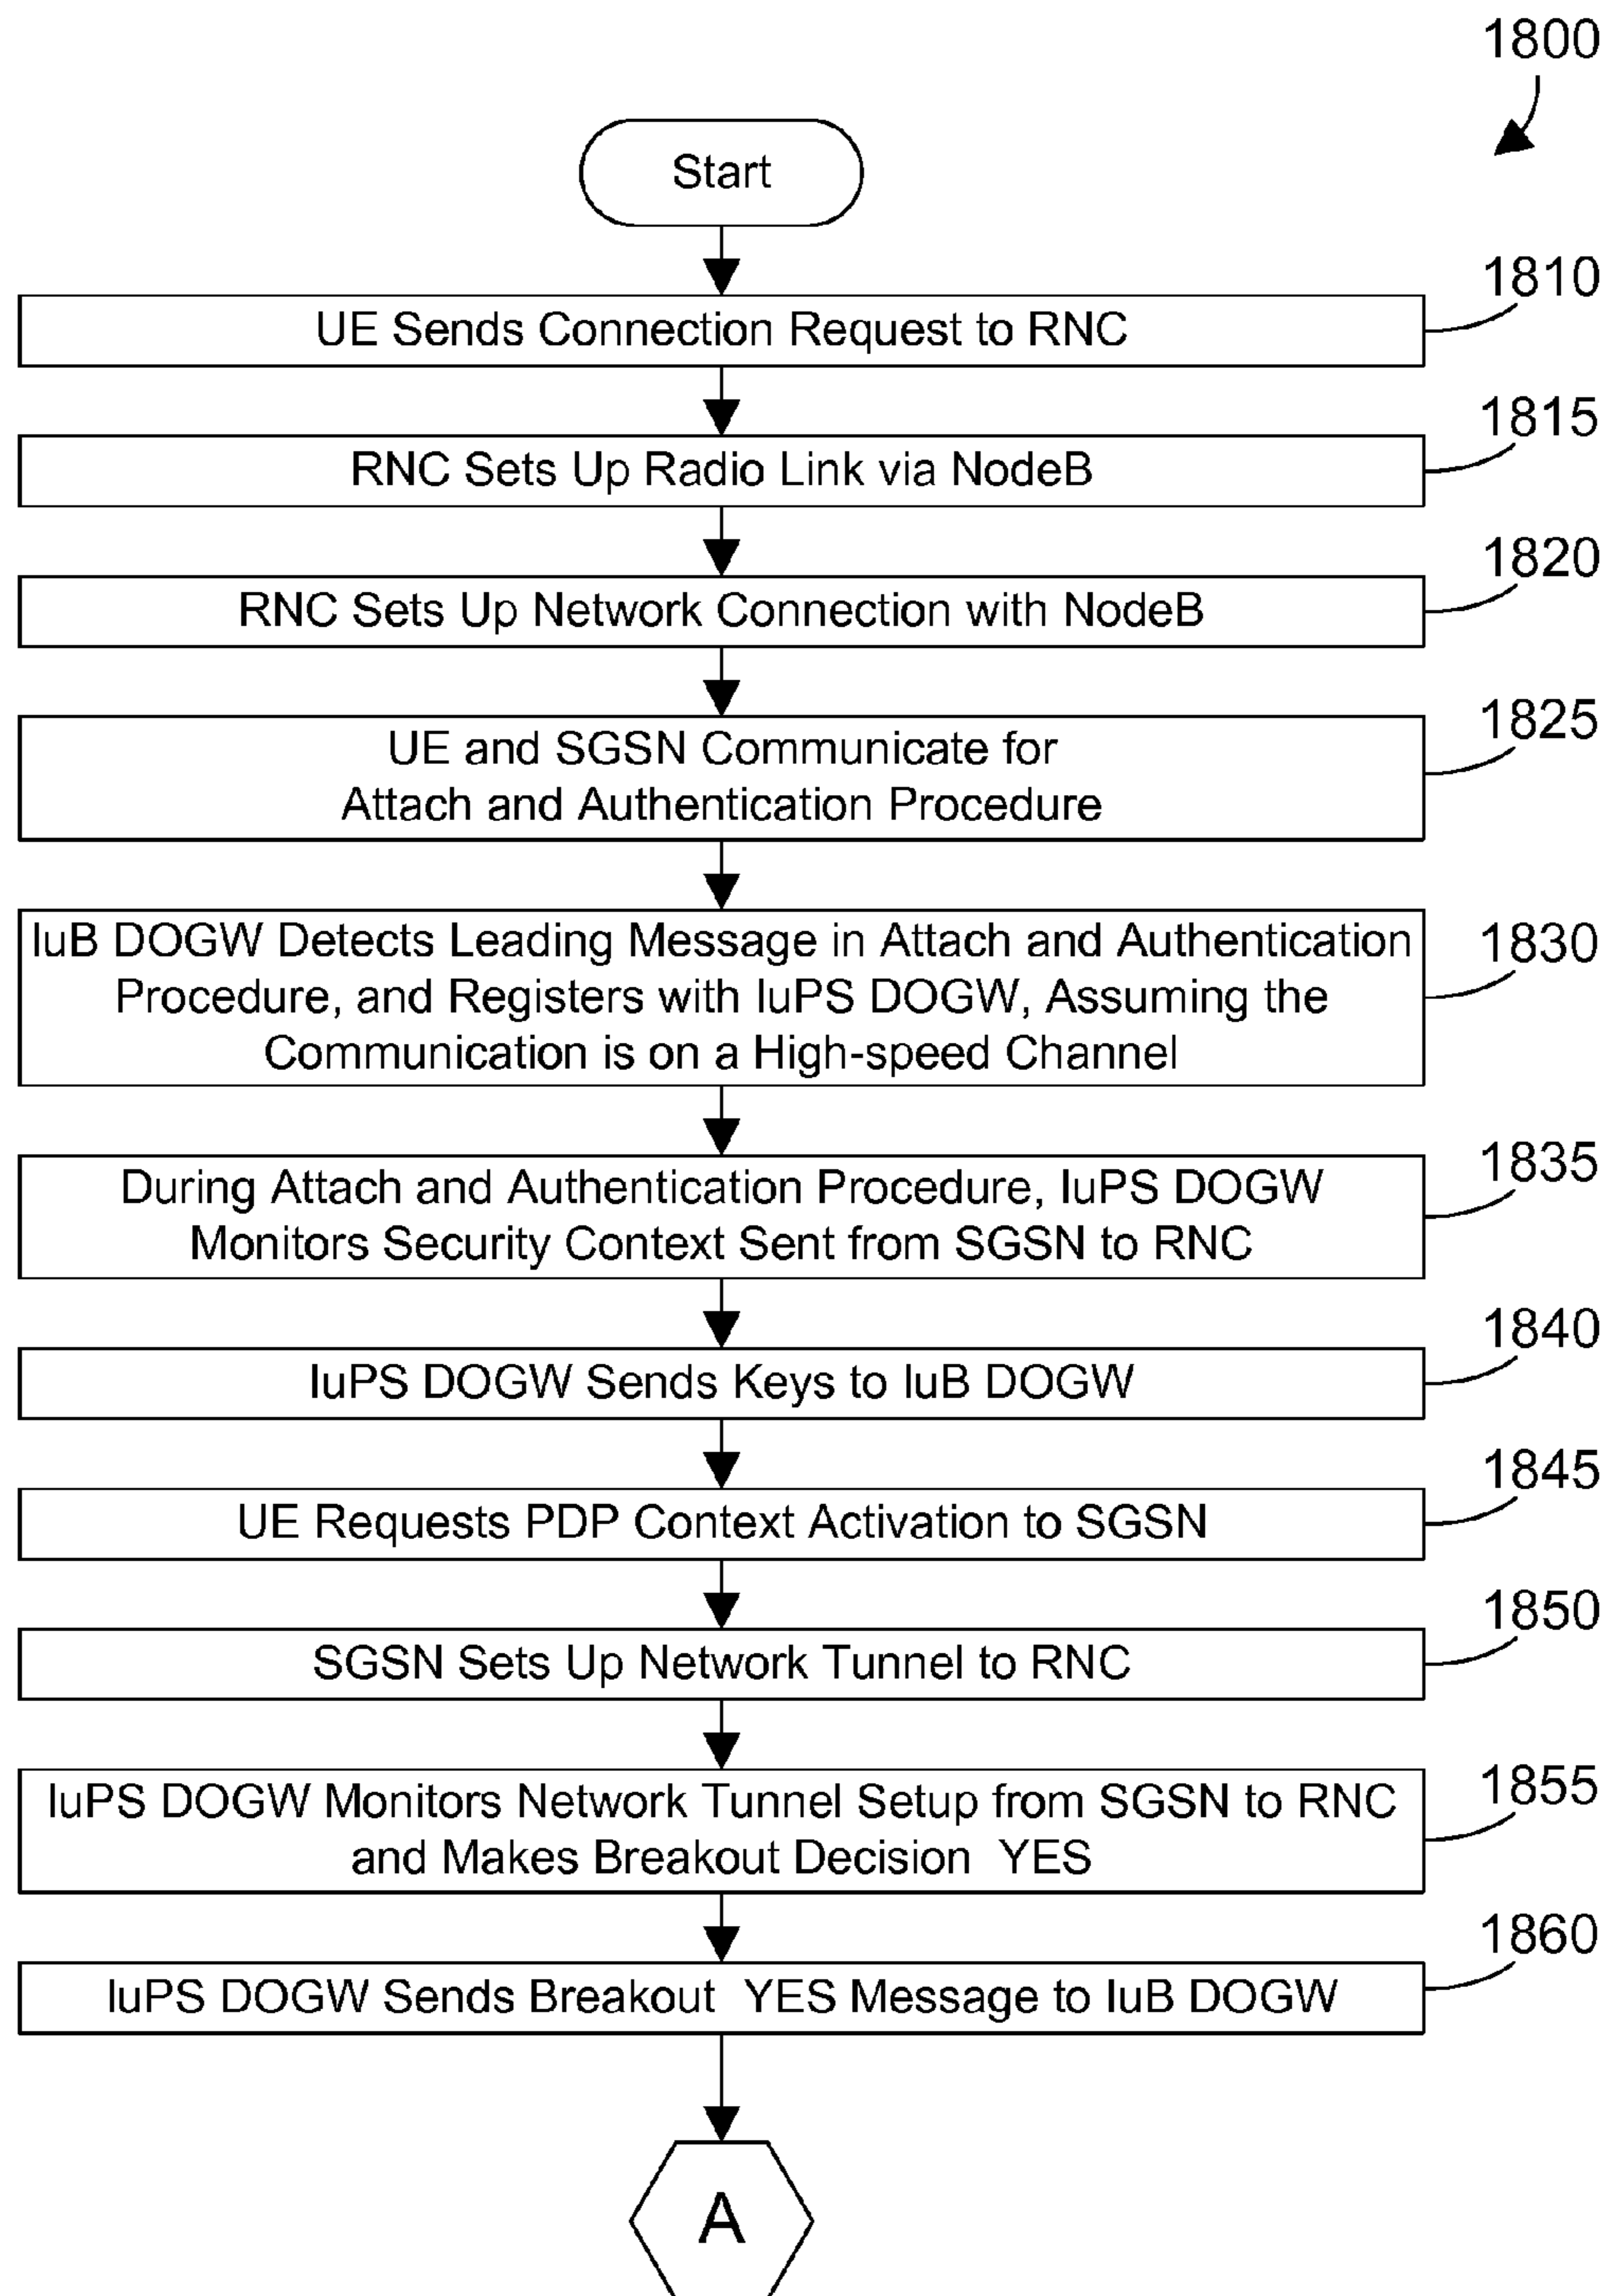 1800
Start
1810
UE Sends Connection Request to RNC
1815
RNC Sets Up Radio Link via NodeB
1820
RNC Sets Up Network Connection with NodeB
1825
UE and SGSN Communicate for
Attach and Authentication Procedure
1830
IuB DOGW Detects Leading Message in Attach and Authentication
Procedure, and Registers with IuPS DOGW, Assuming the
Communication is on a High-speed Channel
1835
During Attach and Authentication Procedure, IuPS DOGW
Monitors Security Context Sent from SGSN to RNC
1840
IuPS DOGW Sends Keys to IuB DOGW
1845
UE Requests PDP Context Activation to SGSN
1850
SGSN Sets Up Network Tunnel to RNC
1855
IuPS DOGW Monitors Network Tunnel Setup from SGSN to RNC
and Makes Breakout Decision YES
1860
IuPS DOGW Sends Breakout YES Message to IuB DOGW
A